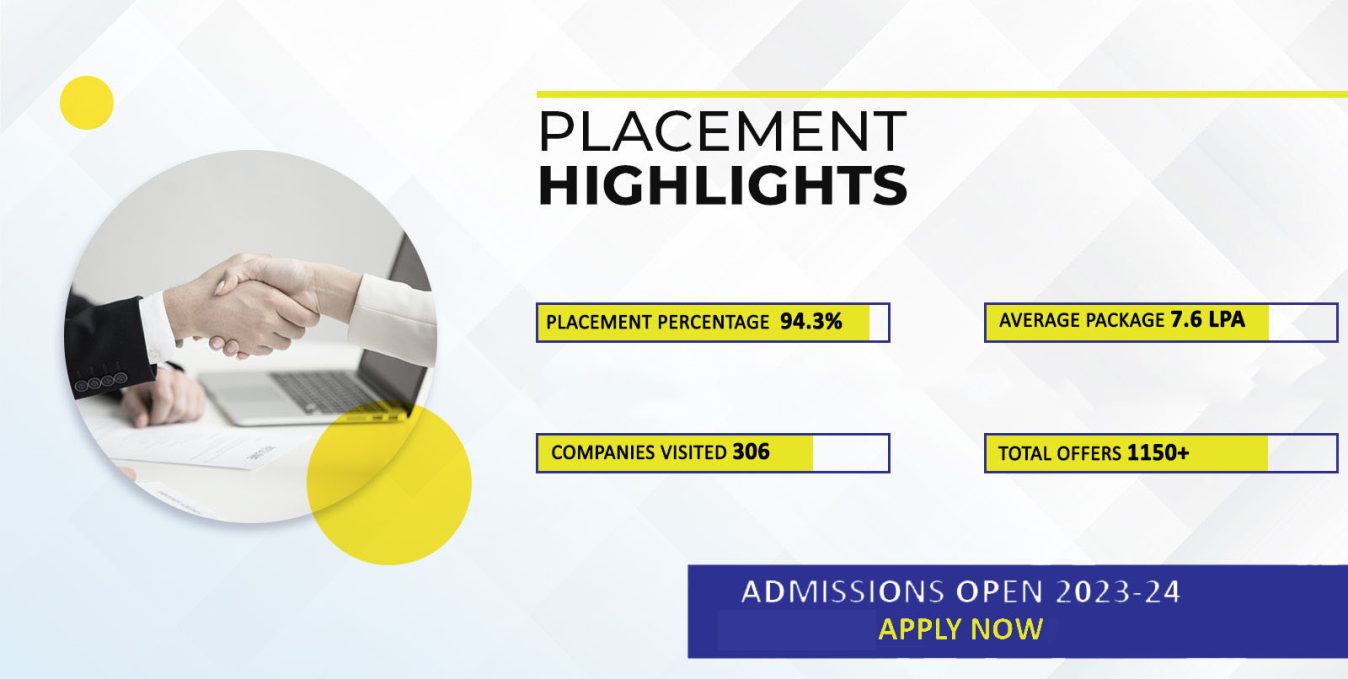 PLACEMENT
HIGHLIGHTS
PLACEMENT PERCENTAGE 94.3%
AVERAGE PACKAGE 7.6 LPA
COMPANIES VISITED 306
TOTAL OFFERS 1150+
ADMISSIONS OPEN 2023-24
APPLY NOW